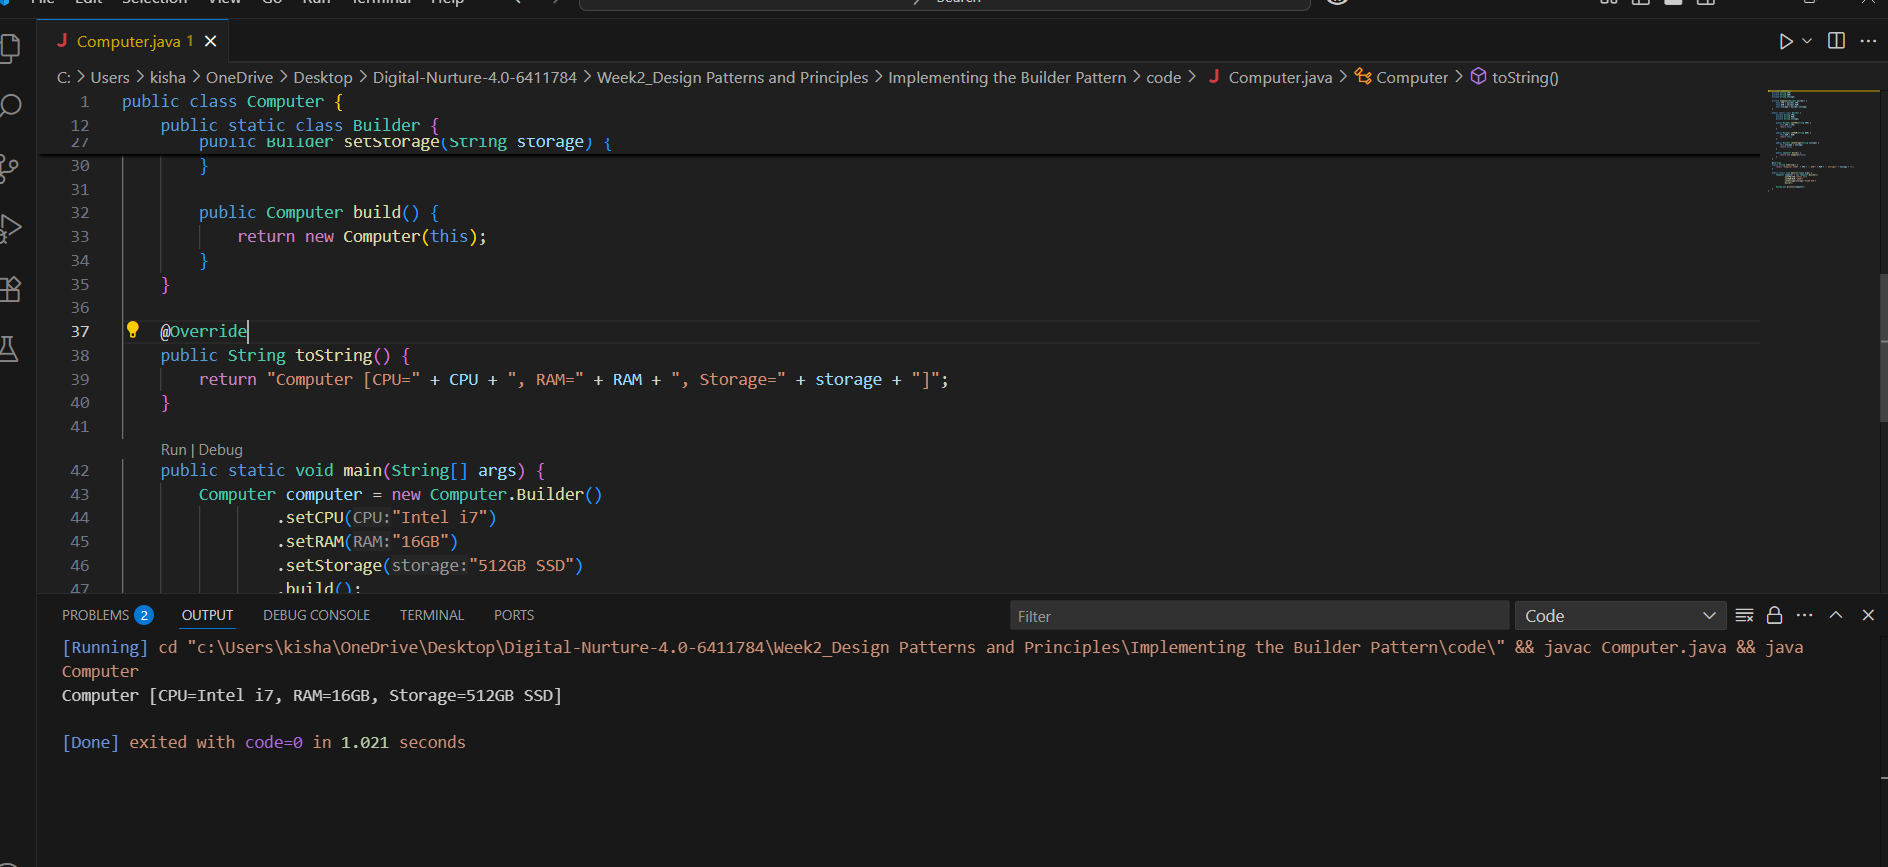 File Edit Selection View Go Run Terminal Help Search
Computer.java 1
C: > Users > kisha > OneDrive > Desktop > Digital-Nurture-4.0-6411784 > Week2_Design Patterns and Principles > Implementing the Builder Pattern > code > Computer.java > Computer > toString()
1 public class Computer {
12 public static class Builder {
27 public Builder setStorage(String storage) {
30 }
31
32 public Computer build() {
33 return new Computer(this);
34 }
35 }
36
37 @Override
38 public String toString() {
39 return "Computer [CPU=" + CPU + ", RAM=" + RAM + ", Storage=" + storage + "]";
40 }
41
Run | Debug
42 public static void main(String[] args) {
43 Computer computer = new Computer.Builder()
44 .setCPU(CPU:"Intel i7")
45 .setRAM(RAM:"16GB")
46 .setStorage(storage:"512GB SSD")
47 .build();
PROBLEMS 2 OUTPUT DEBUG CONSOLE TERMINAL PORTS Filter Code
[Running] cd "c:\Users\kisha\OneDrive\Desktop\Digital-Nurture-4.0-6411784\Week2_Design Patterns and Principles\Implementing the Builder Pattern\code\" && javac Computer.java && java
Computer
Computer [CPU=Intel i7, RAM=16GB, Storage=512GB SSD]
[Done] exited with code=0 in 1.021 seconds